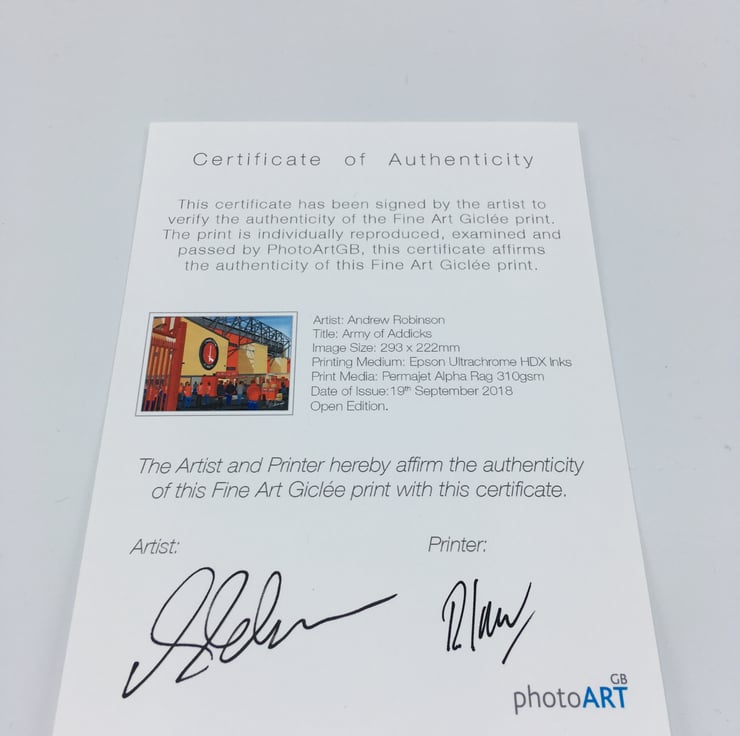 Certificate of Authenticity
This certificate has been signed by the artist to
verify the authenticity of the Fine Art Giclée print.
The print is individually reproduced, examined and
passed by PhotoArtGB, this certificate affirms
the authenticity of this Fine Art Giclée print.
Artist: Andrew Robinson
Title: Army of Addicks
Image Size: 293 x 222mm
Printing Medium: Epson Ultrachrome HDX Inks
Print Media: Permajet Alpha Rag 310gsm
Date of Issue:19th September 2018
Open Edition.
The Artist and Printer hereby affirm the authenticity
of this Fine Art Giclée print with this certificate.
Artist:
Printer:
GB
photoART